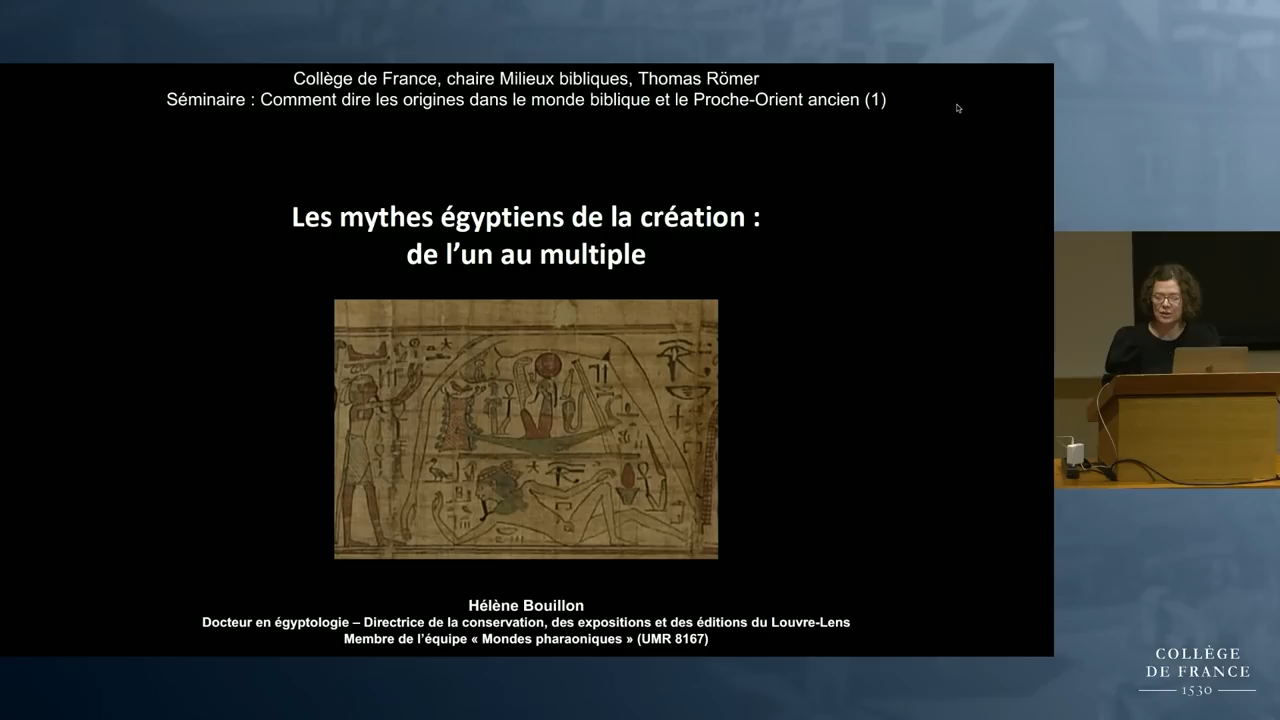 Collège de France, chaire Milieux bibliques, Thomas Römer
Séminaire : Comment dire les origines dans le monde biblique et le Proche-Orient ancien (1)
Les mythes égyptiens de la création :
de l’un au multiple
Hélène Bouillon
Docteur en égyptologie – Directrice de la conservation, des expositions et des éditions du Louvre-Lens
Membre de l’équipe « Mondes pharaoniques » (UMR 8167)
COLLÈGE
DE FRANCE
1530